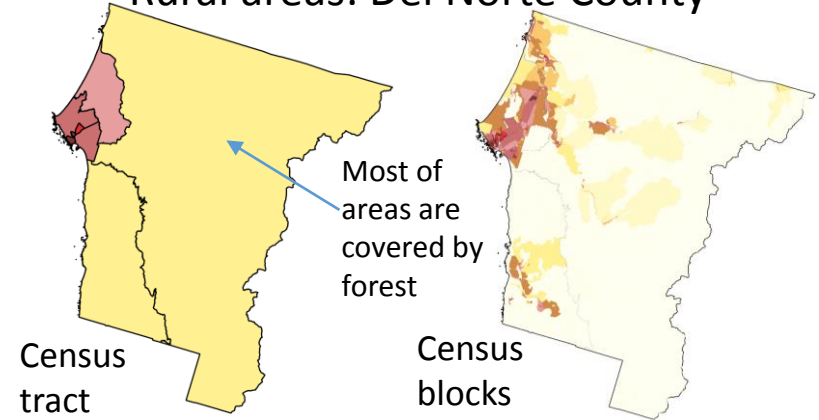 Rural areas: Del Norte County
Most of
areas are
covered by
forest
Census
tract
Census
blocks